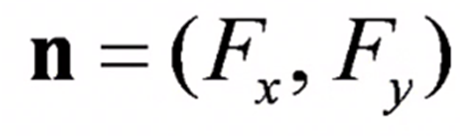 n = (F_x, F_y)